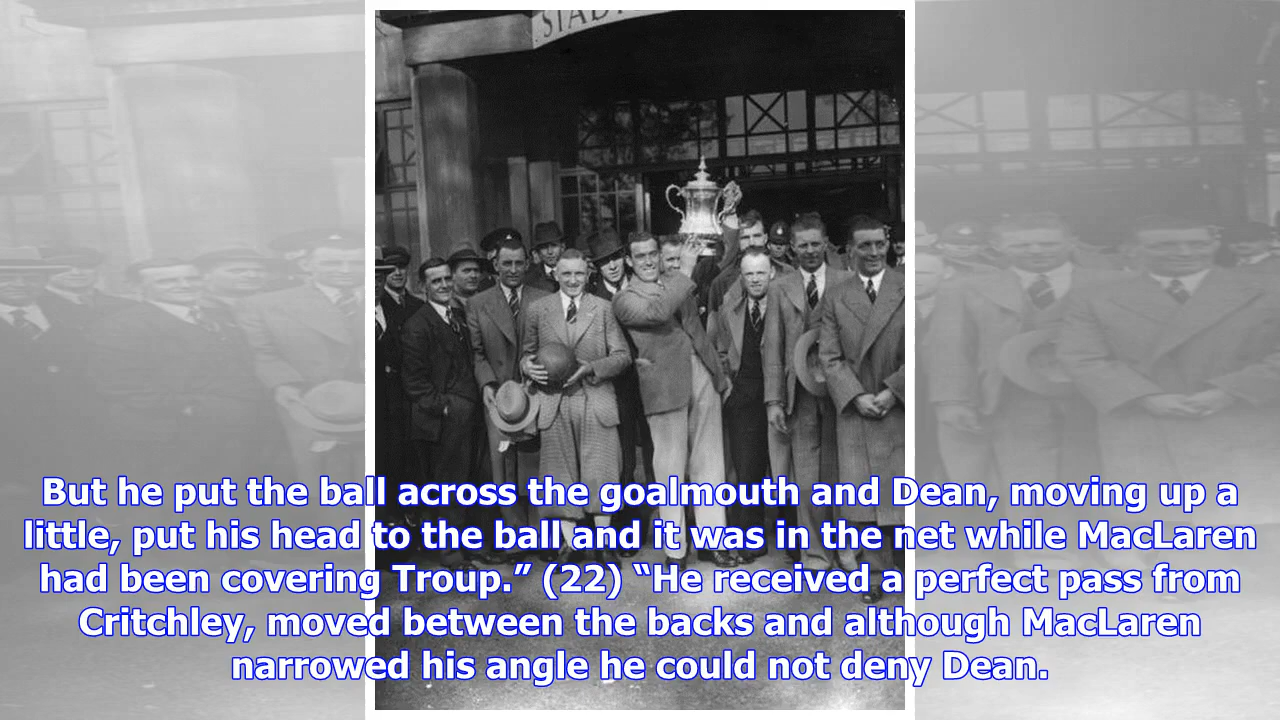 STAD
But he put the ball across the goalmouth and Dean, moving up a
little, put his head to the ball and it was in the net while MacLaren
had been covering Troup.” (22) “He received a perfect pass from
Critchley, moved between the backs and although MacLaren
narrowed his angle he could not deny Dean.